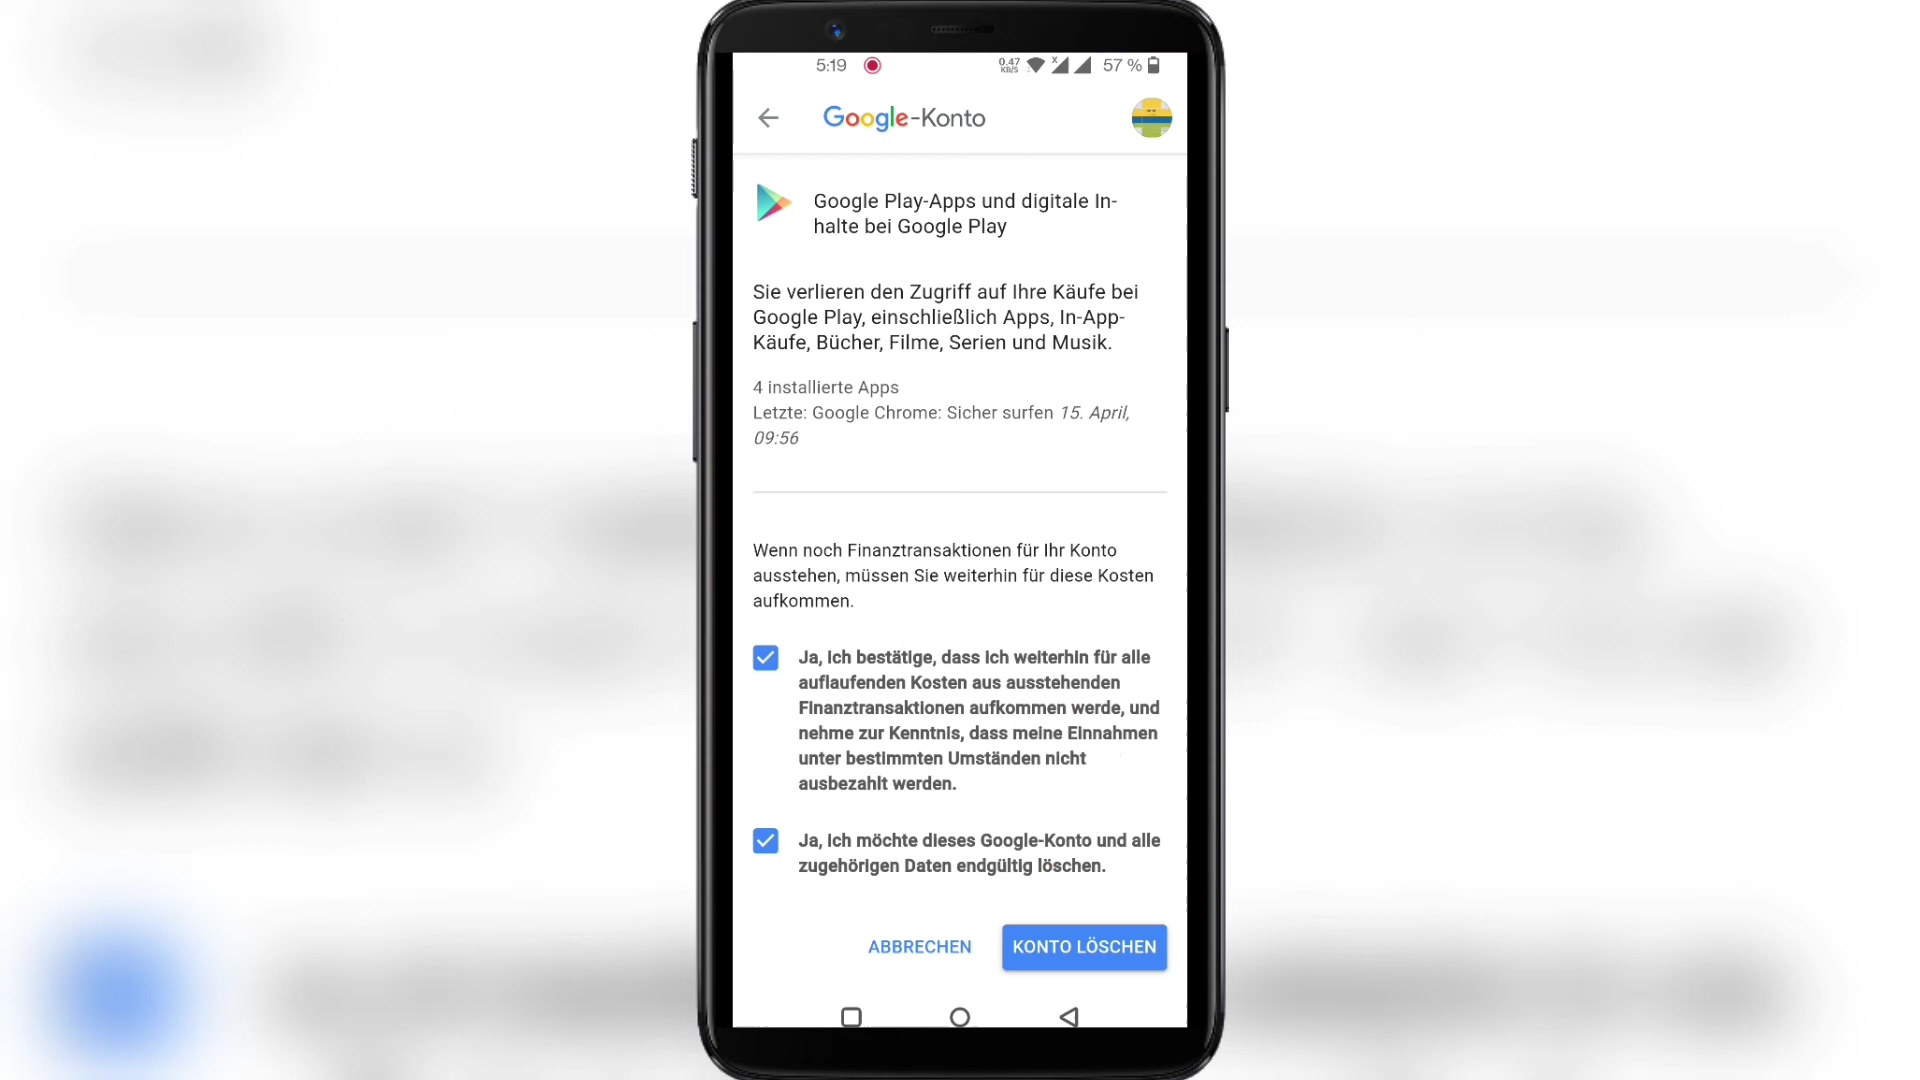 5:19
0.47
KB/S
x
57 %
Google-Konto
Google Play-Apps und digitale In-
halte bei Google Play
Sie verlieren den Zugriff auf Ihre Käufe bei
Google Play, einschließlich Apps, In-App-
Käufe, Bücher, Filme, Serien und Musik.
4 installierte Apps
Letzte: Google Chrome: Sicher surfen 15. April,
09:56
Wenn noch Finanztransaktionen für Ihr Konto
ausstehen, müssen Sie weiterhin für diese Kosten
aufkommen.
Ja, ich bestätige, dass ich weiterhin für alle
auflaufenden Kosten aus ausstehenden
Finanztransaktionen aufkommen werde, und
nehme zur Kenntnis, dass meine Einnahmen
unter bestimmten Umständen nicht
ausbezahlt werden.
Ja, ich möchte dieses Google-Konto und alle
zugehörigen Daten endgültig löschen.
ABBRECHEN
KONTO LÖSCHEN